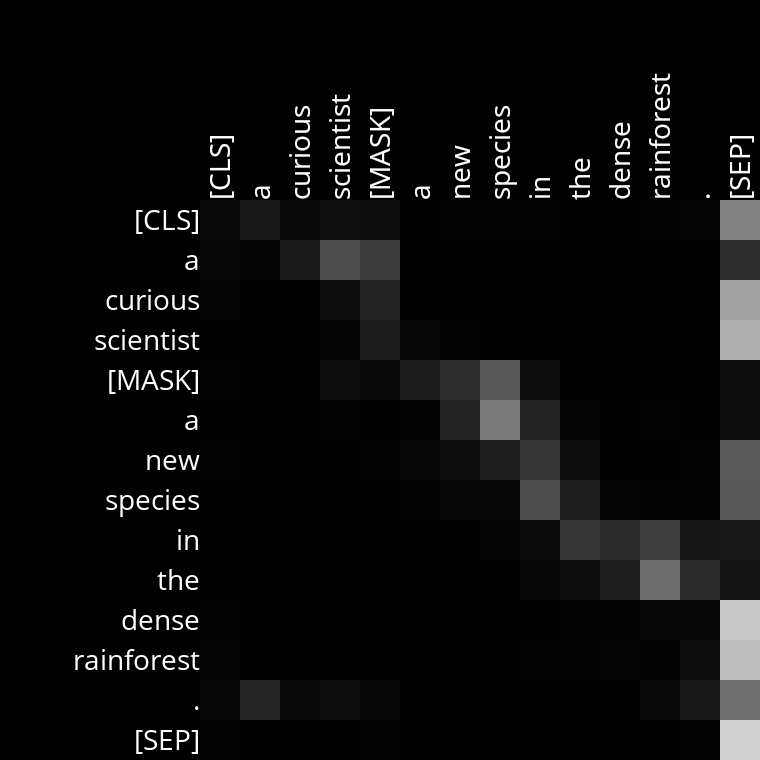 [CLS] a curious scientist [MASK] a new species in the dense rainforest . [SEP]
[CLS]
a
curious
scientist
[MASK]
a
new
species
in
the
dense
rainforest
.
[SEP]